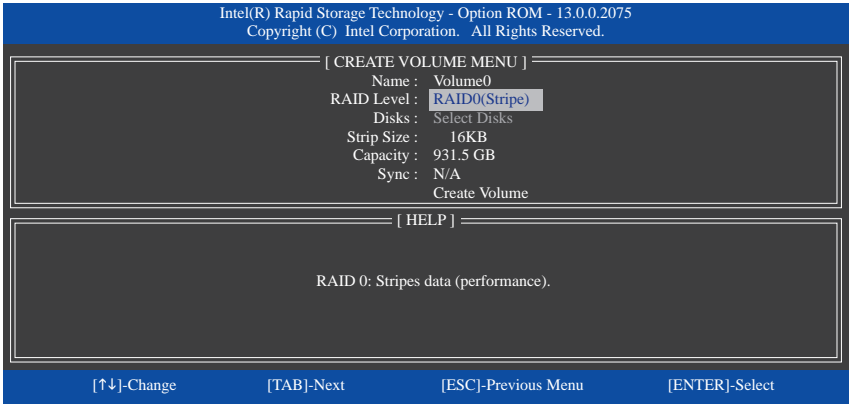 Intel(R) Rapid Storage Technology - Option ROM - 13.0.0.2075
Copyright (C) Intel Corporation. All Rights Reserved.
[ CREATE VOLUME MENU ]
Name : Volume0
RAID Level : RAID0(Stripe)
Disks : Select Disks
Strip Size : 16KB
Capacity : 931.5 GB
Sync : N/A
Create Volume
[ HELP ]
RAID 0: Stripes data (performance).
[↑↓]-Change [TAB]-Next [ESC]-Previous Menu [ENTER]-Select